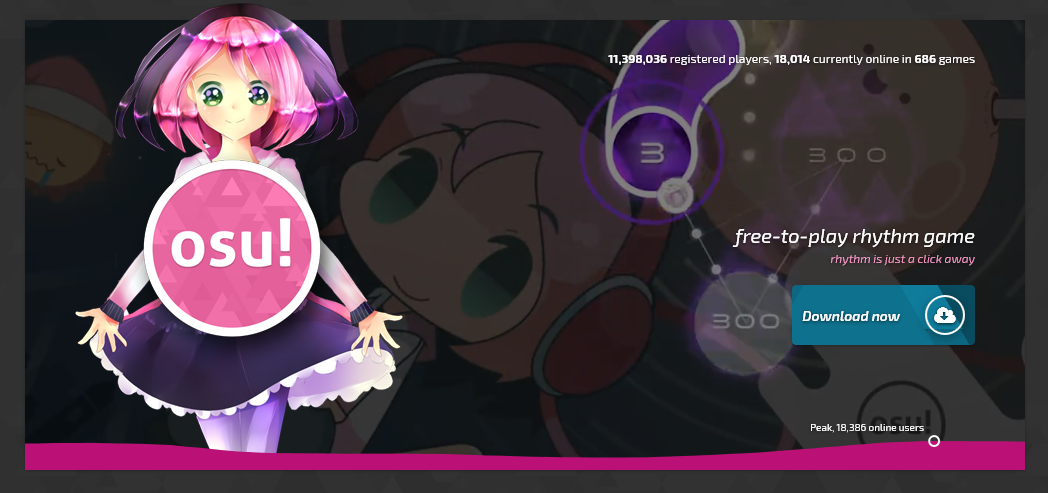 11,398,036 registered players, 18,014 currently online in 686 games
3
300
osu!
free-to-play rhythm game
rhythm is just a click away
300
Download now
osu!
Peak, 18,386 online users